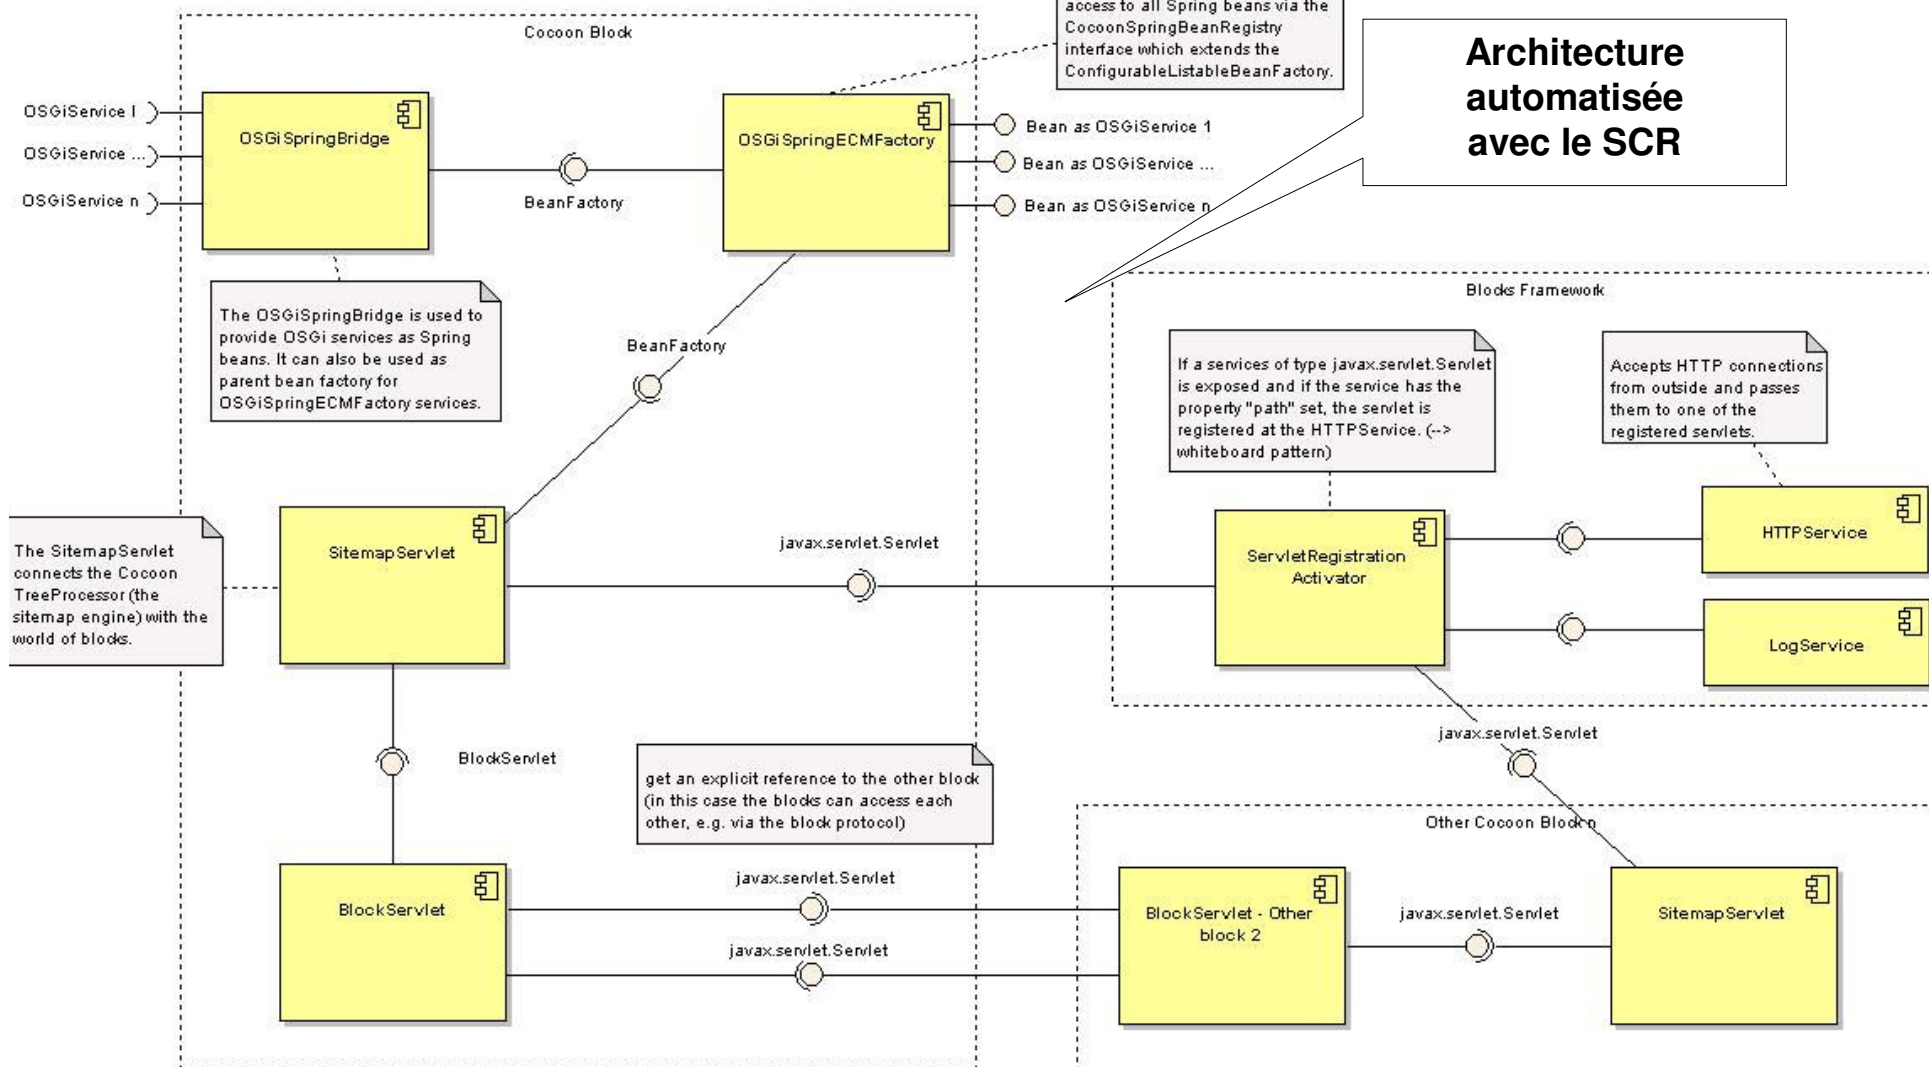 access to all Spring beans via the
CocoonSpringBeanRegistry
interface which extends the
ConfigurableListableBeanFactory.
Architecture
automatisée
avec le SCR
Cocoon Block
OSGiService I
OSGiService ...
OSGiService n
OSGiSpringBridge
BeanFactory
OSGiSpringECMFactory
Bean as OSGiService 1
Bean as OSGiService ...
Bean as OSGiService n
The OSGiSpringBridge is used to
provide OSGi services as Spring
beans. It can also be used as
parent bean factory for
OSGiSpringECMFactory services.
BeanFactory
Blocks Framework
If a services of type javax.servlet.Servlet
is exposed and if the service has the
property "path" set, the servlet is
registered at the HTTPService. (-->
whiteboard pattern)
Accepts HTTP connections
from outside and passes
them to one of the
registered servlets.
The SitemapServlet
connects the Cocoon
TreeProcessor (the
sitemap engine) with the
world of blocks.
SitemapServlet
javax.servlet.Servlet
ServletRegistration
Activator
HTTPService
LogService
BlockServlet
get an explicit reference to the other block
(in this case the blocks can access each
other, e.g. via the block protocol)
javax.servlet.Servlet
Other Cocoon Block n
BlockServlet
javax.servlet.Servlet
javax.servlet.Servlet
BlockServlet - Other
block 2
javax.servlet.Servlet
SitemapServlet